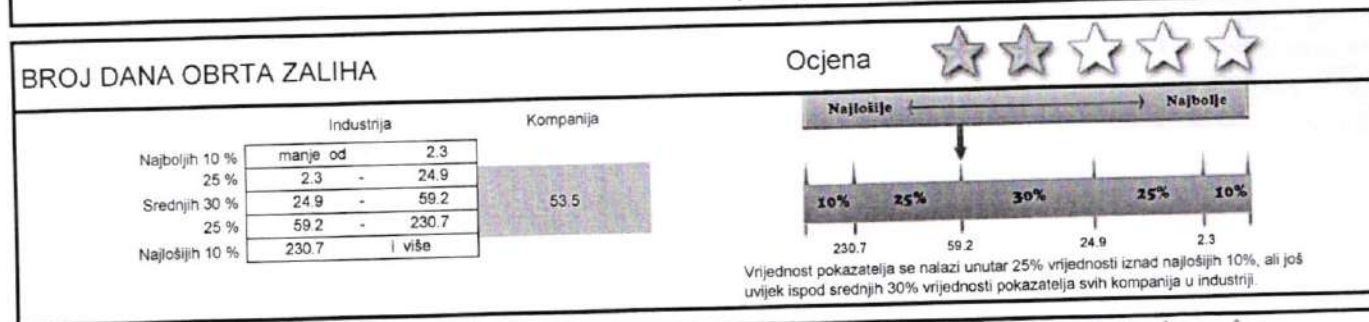 BROJ DANA OBRTA ZALIHA
Ocjena
Industrija
Kompanija
Najboljih 10 % manje od 2.3
25 % 2.3 - 24.9
Srednjih 30 % 24.9 - 59.2
25 % 59.2 - 230.7
Najlošijih 10 % 230.7 i više
53.5
Najlošije Najbolje
10% 25% 30% 25% 10%
230.7 59.2 24.9 2.3
Vrijednost pokazatelja se nalazi unutar 25% vrijednosti iznad najlošijih 10%, ali još
uvijek ispod srednjih 30% vrijednosti pokazatelja svih kompanija u industriji.